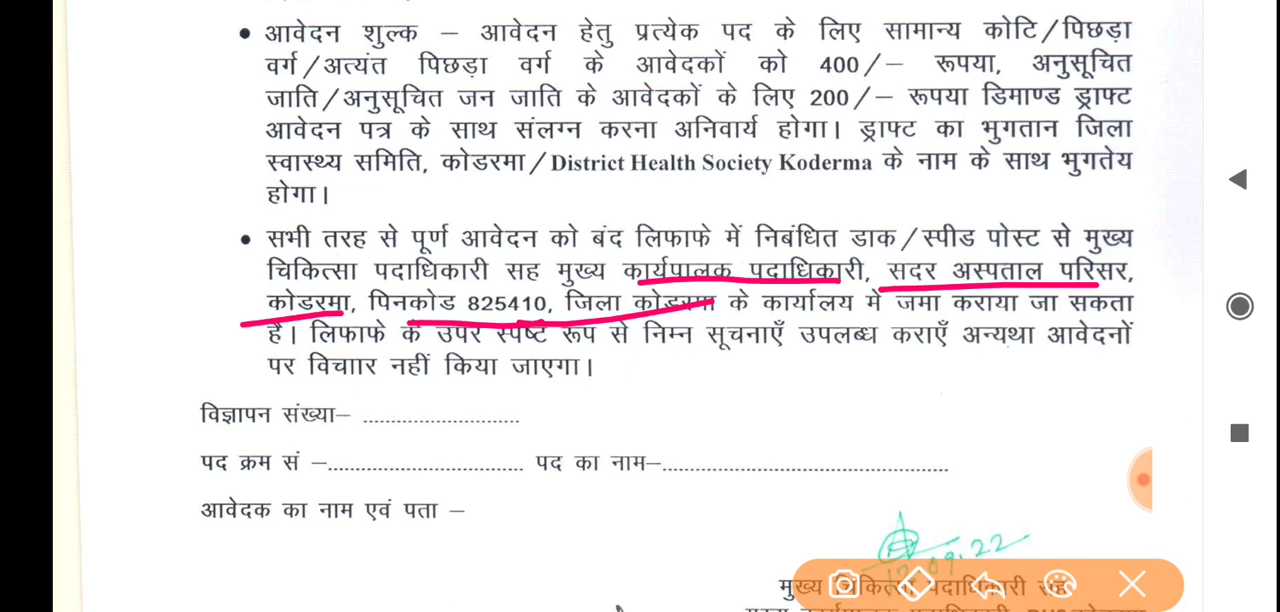 • आवेदन शुल्क – आवेदन हेतु प्रत्येक पद के लिए सामान्य कोटि/पिछड़ा
वर्ग/अत्यंत पिछड़ा वर्ग के आवेदकों को 400/– रूपया, अनुसूचित
जाति/अनुसूचित जन जाति के आवेदकों के लिए 200/– रूपया डिमाण्ड ड्राफ्ट
आवेदन पत्र के साथ संलग्न करना अनिवार्य होगा। ड्राफ्ट का भुगतान जिला
स्वास्थ्य समिति, कोडरमा/District Health Society Koderma के नाम के साथ भुगतेय
होगा।
• सभी तरह से पूर्ण आवेदन को बंद लिफाफे में निबंधित डाक/स्पीड पोस्ट से मुख्य
चिकित्सा पदाधिकारी सह मुख्य कार्यपालक पदाधिकारी, सदर अस्पताल परिसर,
कोडरमा, पिनकोड 825410, जिला कोडरमा के कार्यालय में जमा कराया जा सकता
है। लिफाफे के उपर स्पष्ट रूप से निम्न सूचनाएँ उपलब्ध कराएँ अन्यथा आवेदनों
पर विचाार नहीं किया जाएगा।
विज्ञापन संख्या– ..............................
पद क्रम सं –..................................... पद का नाम–.......................................................
आवेदक का नाम एवं पता –
09.22
मुख्य चिकित्सा पदाधिकारी सह